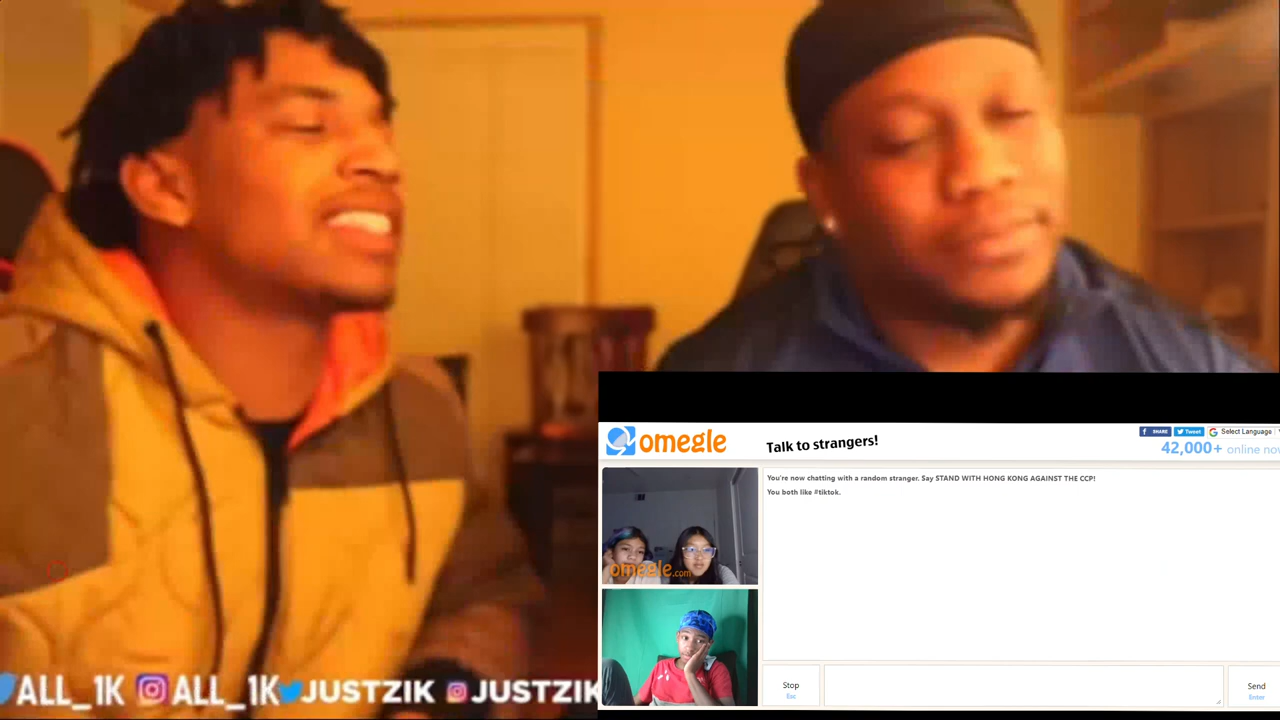 omegle
Talk to strangers!
SHARE
Tweet
Select Language
42,000+ online now
You're now chatting with a random stranger. Say STAND WITH HONG KONG AGAINST THE CCP!
You both like #tiktok.
omegle.com
Stop
Esc
Send
Enter
ALL_1K ALL_1K JUSTZIK JUSTZIK